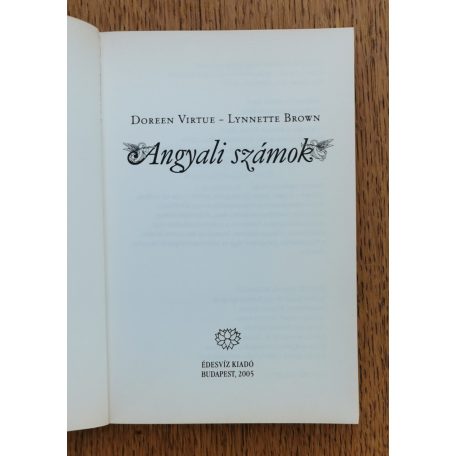 Doreen Virtue – Lynnette Brown
Angyali számok
ÉDESVÍZ KIADÓ
BUDAPEST, 2005